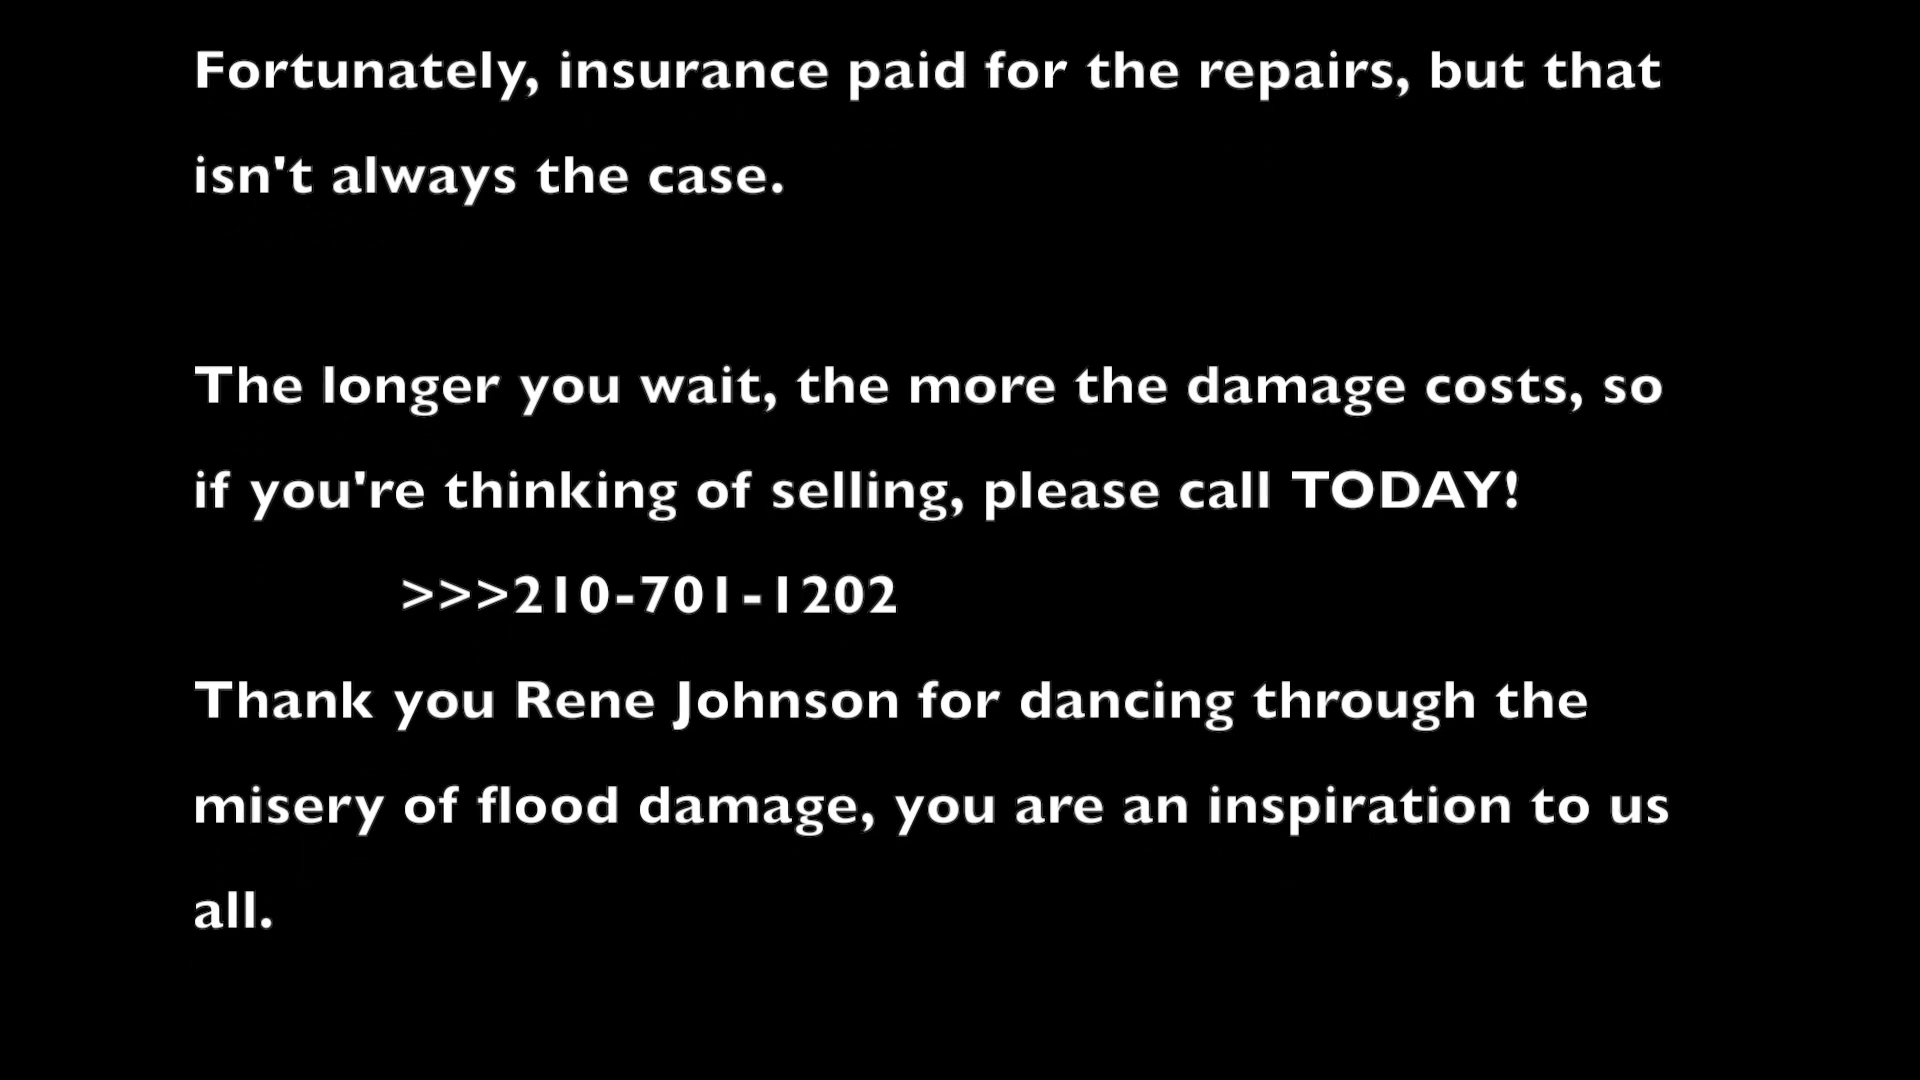 Fortunately, insurance paid for the repairs, but that
isn't always the case.
The longer you wait, the more the damage costs, so
if you're thinking of selling, please call TODAY!
>>>210-701-1202
Thank you Rene Johnson for dancing through the
misery of flood damage, you are an inspiration to us
all.